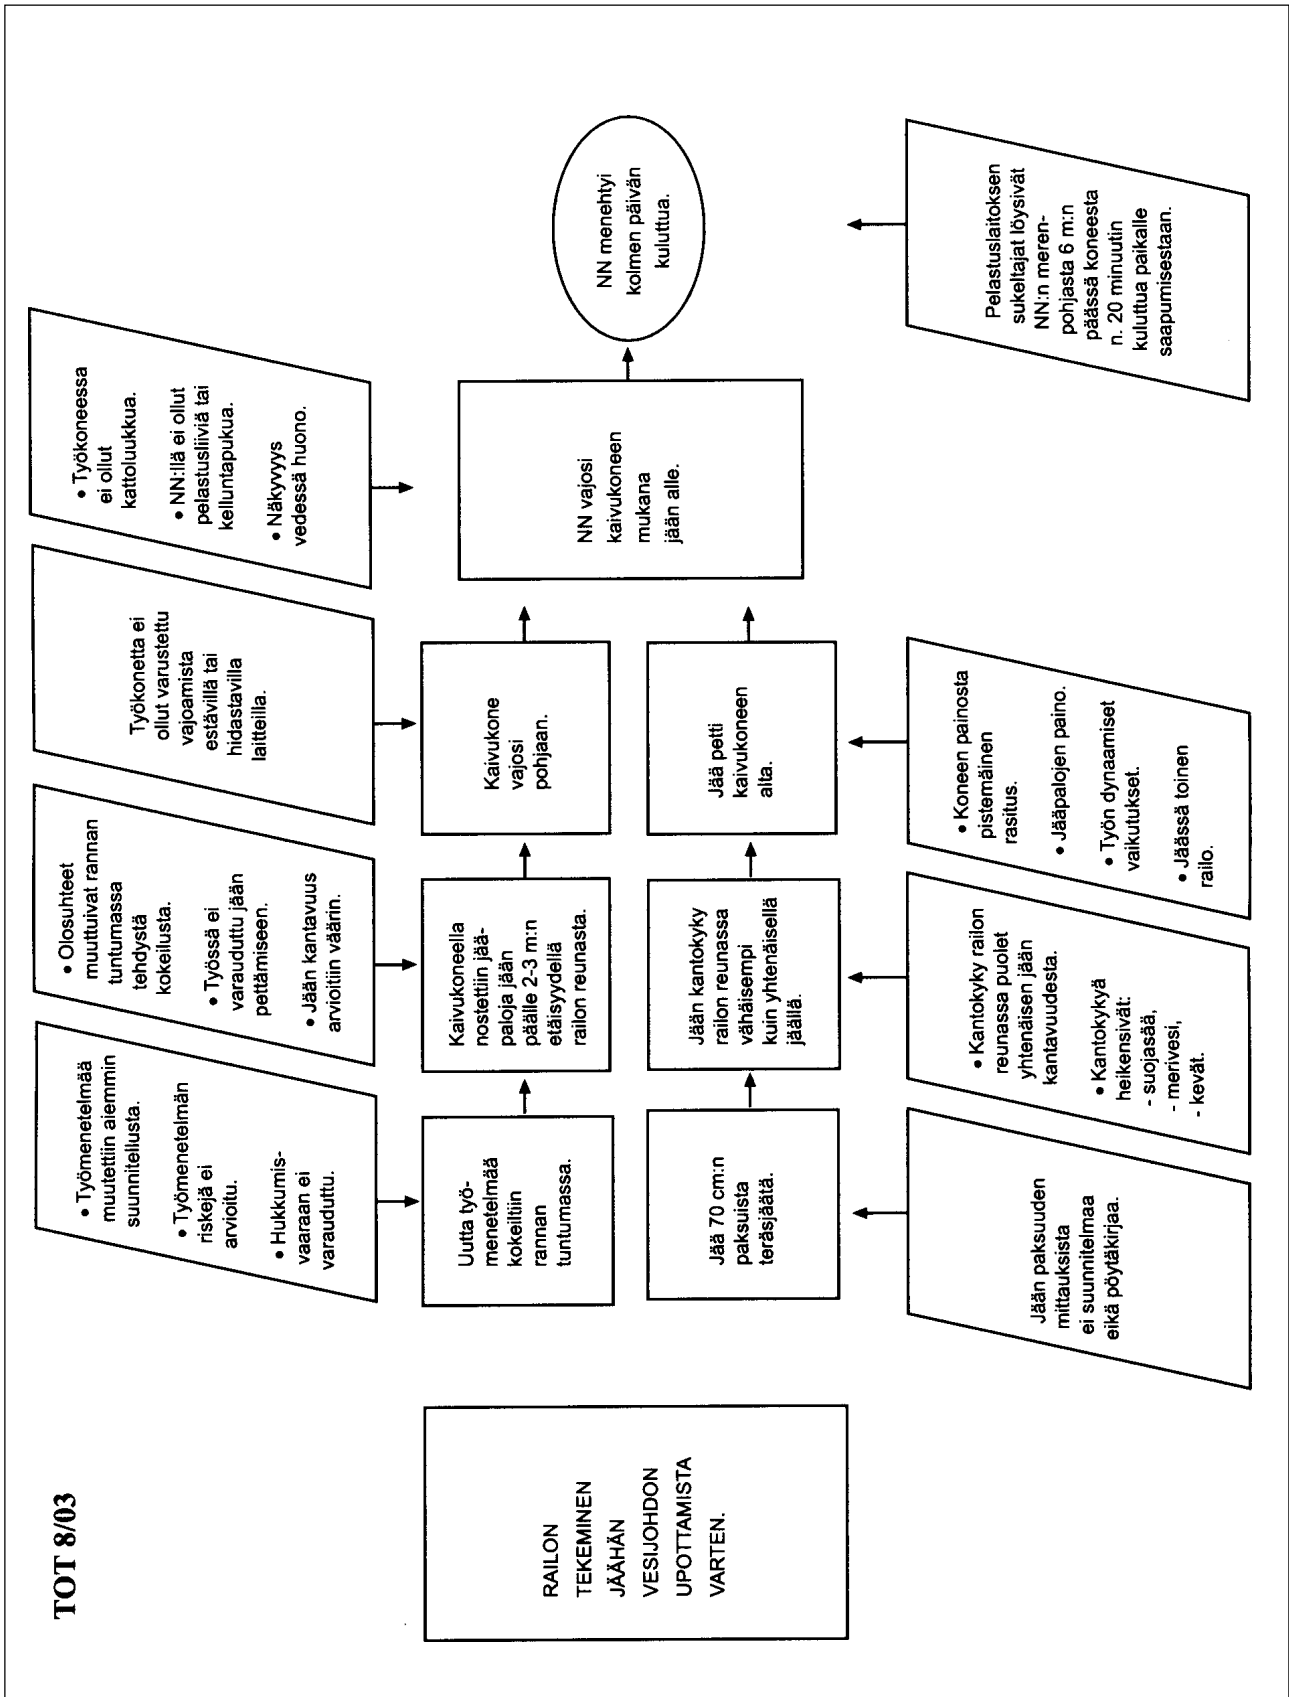 TOT 8/03
RAILON
TEKEMINEN
JÄÄHÄN
VESIJOHDON
UPOTTAMISTA
VARTEN.
• Työmenetelmää
muutettiin aiemmin
suunnitellusta.
• Työmenetelmän
riskejä ei
arvioitu.
• Hukkumis-
vaaraan ei
varauduttu.
• Olosuhteet
muuttuivat rannan
tuntumassa
tehdystä
kokeilusta.
• Työssä ei
varauduttu jään
pettämiseen.
• Jään kantavuus
arvioitiin väärin.
Työkonetta ei
ollut varustettu
vajoamista
estävillä tai
hidastavilla
laitteilla.
• Työkoneessa
ei ollut
kattoluukkua.
• NN:llä ei ollut
pelastusliiviä tai
kelluntapukua.
• Näkyvyys
vedessä huono.
Uutta työ-
menetelmää
kokeiltiin
rannan
tuntumassa.
Kaivukoneella
nostettiin jää-
paloja jään
päälle 2-3 m:n
etäisyydellä
railon reunasta.
Kaivukone
vajosi
pohjaan.
NN vajosi
kaivukoneen
mukana
jään alle.
NN menehtyi
kolmen päivän
kuluttua.
Jää 70 cm:n
paksuista
teräsjäätä.
Jään kantokyky
railon reunassa
vähäisempi
kuin yhtenäisellä
jäällä.
Jää petti
kaivukoneen
alta.
Jään paksuuden
mittauksista
ei suunnitelmaa
eikä pöytäkirjaa.
• Kantokyky railon
reunassa puolet
yhtenäisen jään
kantavuudesta.
• Kantokykyä
heikensivät:
- suojasää,
- merivesi,
- kevät.
• Koneen painosta
pistemäinen
rasitus.
• Jääpalojen paino.
• Työn dynaamiset
vaikutukset.
• Jäässä toinen
railo.
Pelastuslaitoksen
sukeltajat löysivät
NN:n meren-
pohjasta 6 m:n
päässä koneesta
n. 20 minuutin
kuluttua paikalle
saapumisestaan.